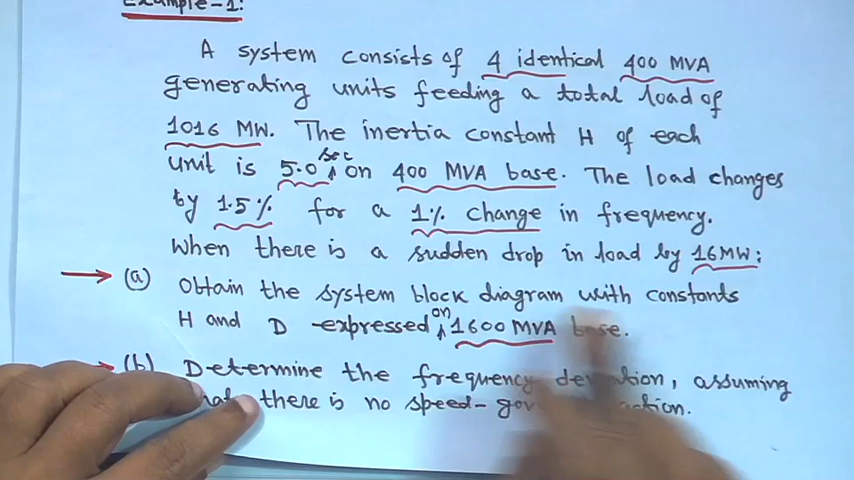 Example-1:
A system consists of 4 identical 400 MVA
generating units feeding a total load of
1016 MW. The inertia constant H of each
unit is 5.0 sec on 400 MVA base. The load changes
by 1.5% for a 1% change in frequency.
When there is a sudden drop in load by 16MW:
(a) Obtain the system block diagram with constants
H and D expressed on 1600 MVA base.
(b) Determine the frequency deviation, assuming
there is no speed-